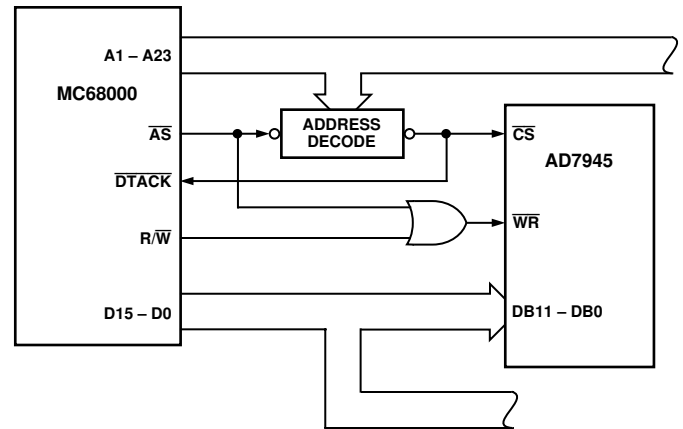 A1 – A23
MC68000
AS
ADDRESS
DECODE
CS
AD7945
DTACK
R/W
WR
D15 – D0
DB11 – DB0